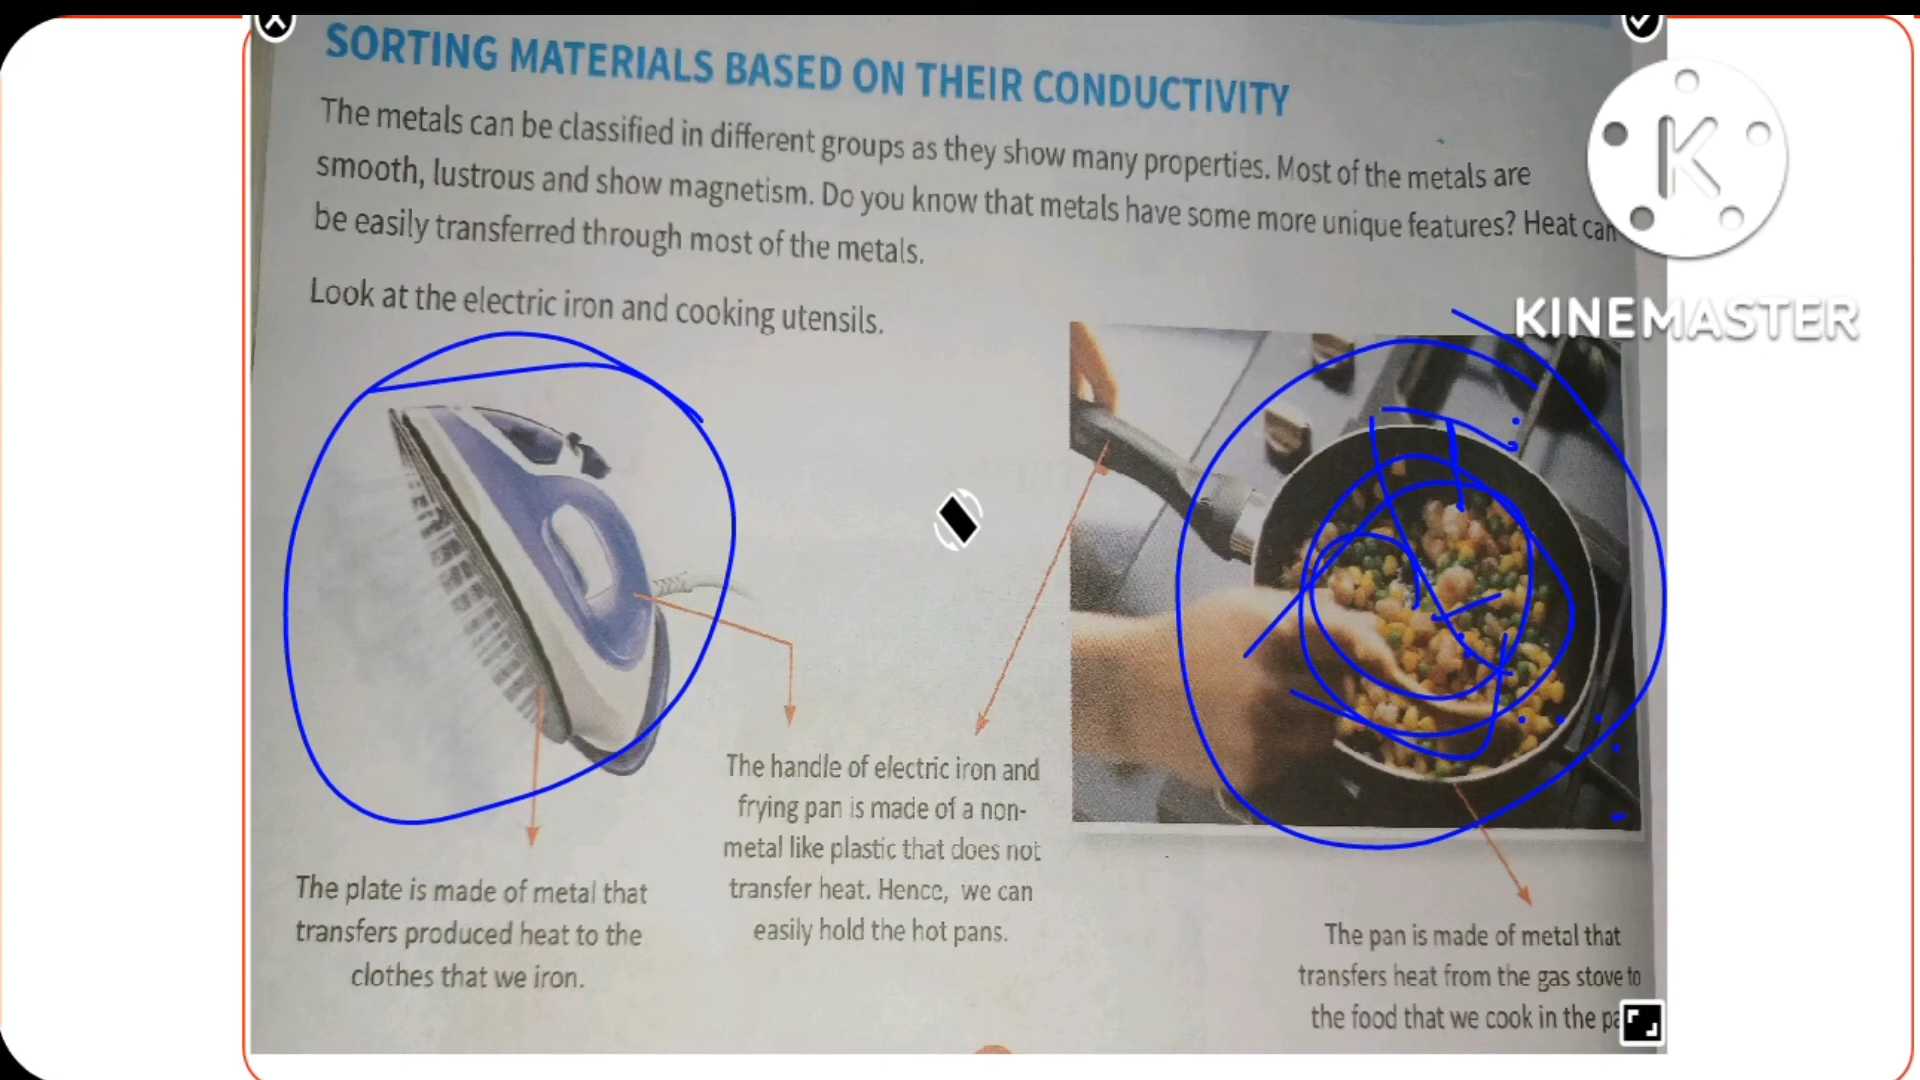 SORTING MATERIALS BASED ON THEIR CONDUCTIVITY
The metals can be classified in different groups as they show many properties. Most of the metals are
smooth, lustrous and show magnetism. Do you know that metals have some more unique features? Heat can
be easily transferred through most of the metals.
Look at the electric iron and cooking utensils.
The handle of electric iron and
frying pan is made of a non-
metal like plastic that does not
transfer heat. Hence, we can
easily hold the hot pans.
The plate is made of metal that
transfers produced heat to the
clothes that we iron.
The pan is made of metal that
transfers heat from the gas stove to
the food that we cook in the
K
KINEMASTER